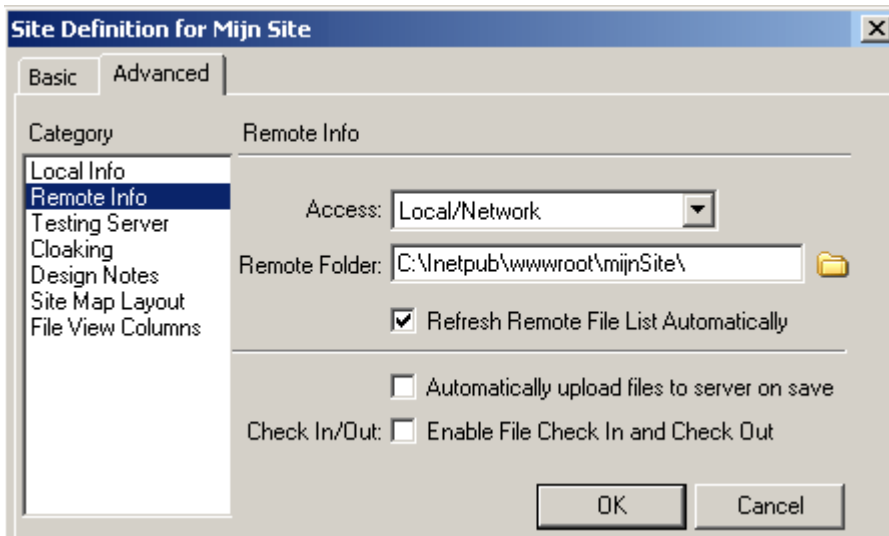 Site Definition for Mijn Site
Basic Advanced
Category
Local Info
Remote Info
Testing Server
Cloaking
Design Notes
Site Map Layout
File View Columns
Remote Info
Access: Local/Network
Remote Folder: C:\Inetpub\wwwroot\mijnSite\
Refresh Remote File List Automatically
Automatically upload files to server on save
Check In/Out: Enable File Check In and Check Out
OK Cancel